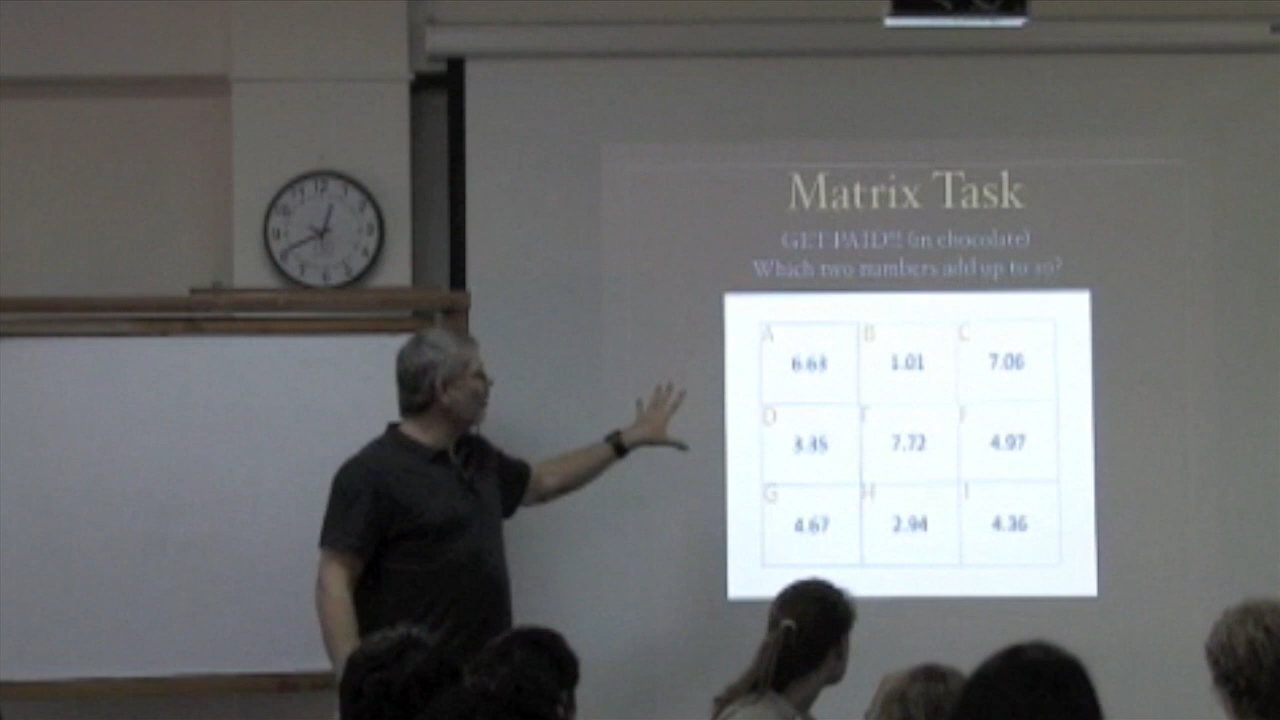 12
Matrix Task
GET PAID!!! (in chocolate)
Which two numbers add up to 10?
A B C
6.63 1.01 7.06
D F
3.35 7.72 4.97
G H I
4.67 2.94 4.36